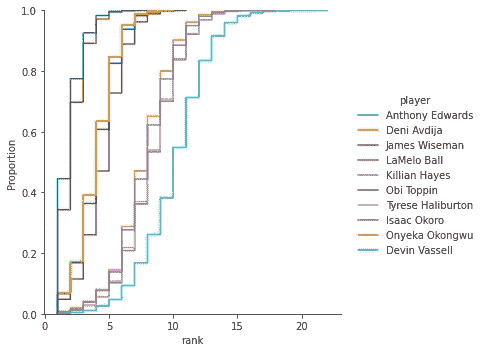 1.0
0.8
0.6
0.4
0.2
0.0
Proportion
0
5
10
15
20
rank
player
Anthony Edwards
Deni Avdija
James Wiseman
LaMelo Ball
Killian Hayes
Obi Toppin
Tyrese Haliburton
Isaac Okoro
Onyeka Okongwu
Devin Vassell